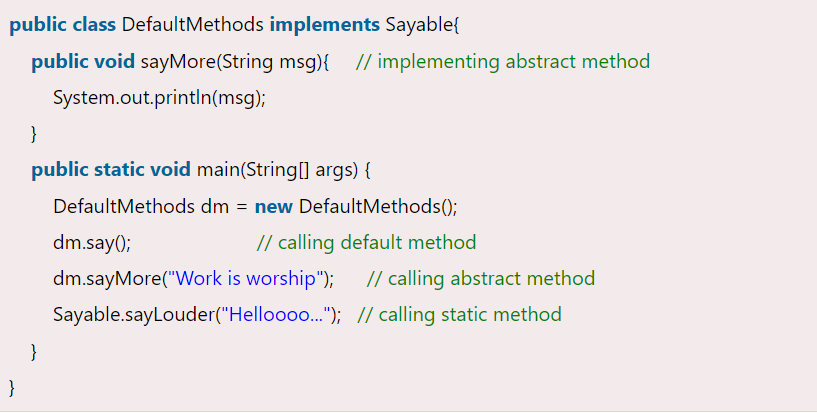 public class DefaultMethods implements Sayable{
public void sayMore(String msg){ // implementing abstract method
System.out.println(msg);
}
public static void main(String[] args) {
DefaultMethods dm = new DefaultMethods();
dm.say(); // calling default method
dm.sayMore("Work is worship"); // calling abstract method
Sayable.sayLouder("Helloooo..."); // calling static method
}
}